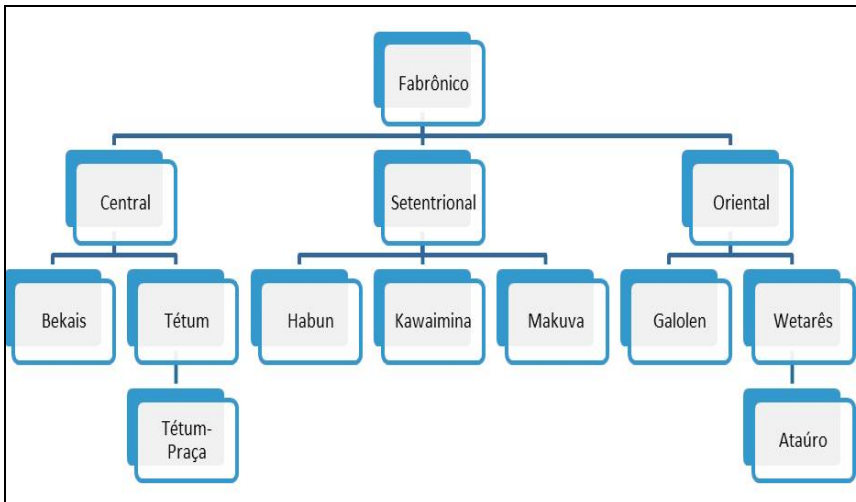 Fabrônico
Central
Setentrional
Oriental
Bekais
Tétum
Habun
Kawaimina
Makuva
Galolen
Wetarês
Tétum-
Praça
Ataúro